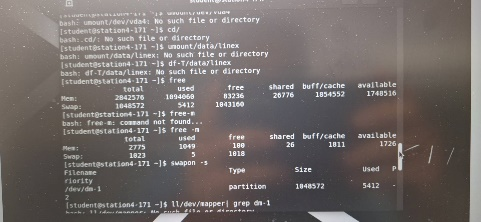 bash: umount/dev/vda4: No such file or directory
[student@station4-171 ~]$ cd/
bash: cd/: No such file or directory
[student@station4-171 ~]$ umount/data/linex
bash: umount/data/linex: No such file or directory
[student@station4-171 ~]$ df-T/data/linex
bash: df-T/data/linex: No such file or directory
[student@station4-171 ~]$ free
total used free shared buff/cache available
Mem: 2842576 1094060 83236 26776 1854552 1748516
Swap: 1048572 5412 1043160
[student@station4-171 ~]$ free-m
bash: free-m: command not found...
[student@station4-171 ~]$ free -m
total used free shared buff/cache available
Mem: 2775 1049 100 26 1811 1726
Swap: 1023 5 1018
[student@station4-171 ~]$ swapon -s
Filename Type Size Used P
riority
/dev/dm-1 partition 1048572 5412 -
2
[student@station4-171 ~]$ ll/dev/mapper| grep dm-1